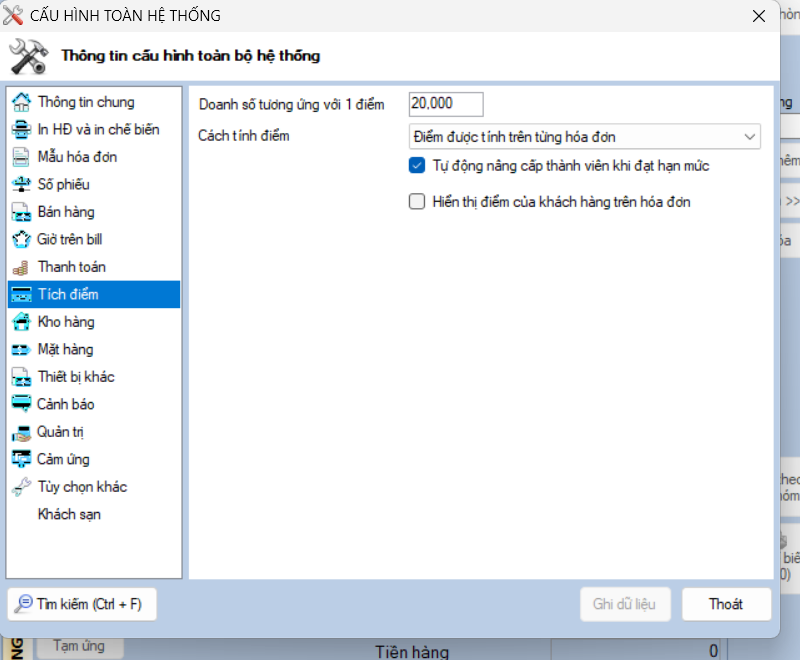 CẤU HÌNH TOÀN HỆ THỐNG
Thông tin cấu hình toàn bộ hệ thống
Thông tin chung
In HĐ và in chế biến
Mẫu hóa đơn
Số phiếu
Bán hàng
Giờ trên bill
Thanh toán
Tích điểm
Kho hàng
Mặt hàng
Thiết bị khác
Cảnh báo
Quản trị
Cảm ứng
Tùy chọn khác
Khách sạn
Doanh số tương ứng với 1 điểm 20,000
Cách tính điểm Điểm được tính trên từng hóa đơn
Tự động nâng cấp thành viên khi đạt hạn mức
Hiển thị điểm của khách hàng trên hóa đơn
Tìm kiếm (Ctrl + F) Ghi dữ liệu Thoát
Tạm ứng Tiền hàng 0